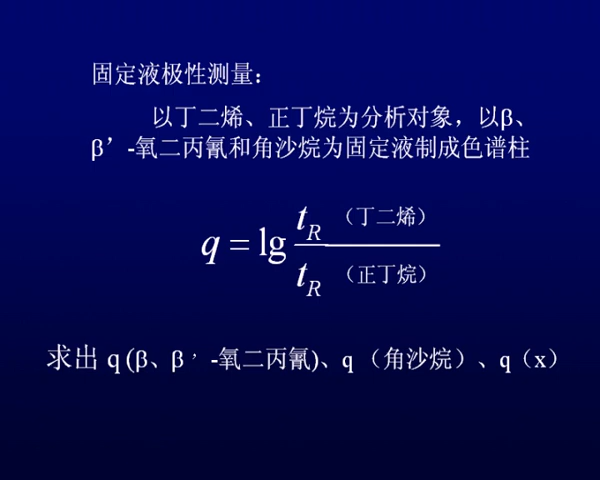 固定液极性测量：
以丁二烯、正丁烷为分析对象，以β、
β’-氧二丙氰和角沙烷为固定液制成色谱柱
q = lg t_R（丁二烯）
t_R（正丁烷）
求出 q (β、β’-氧二丙氰)、q（角沙烷）、q（x）